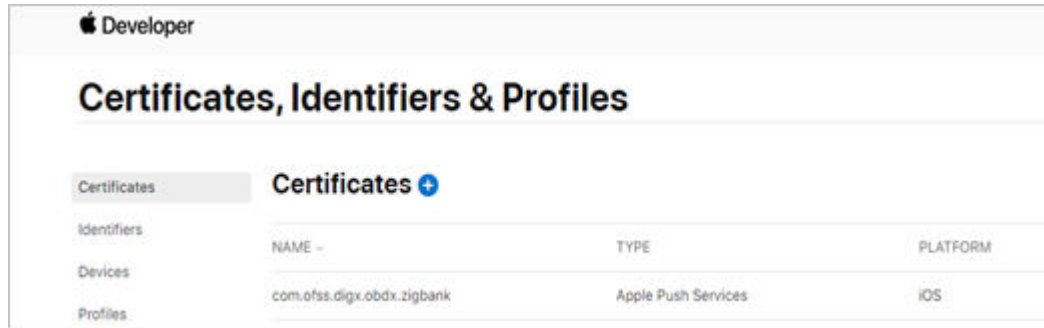 Developer
Certificates, Identifiers & Profiles
Certificates
Identifiers
Devices
Profiles
Certificates
NAME TYPE PLATFORM
com.ofss.digx.obdx.zigbank Apple Push Services iOS